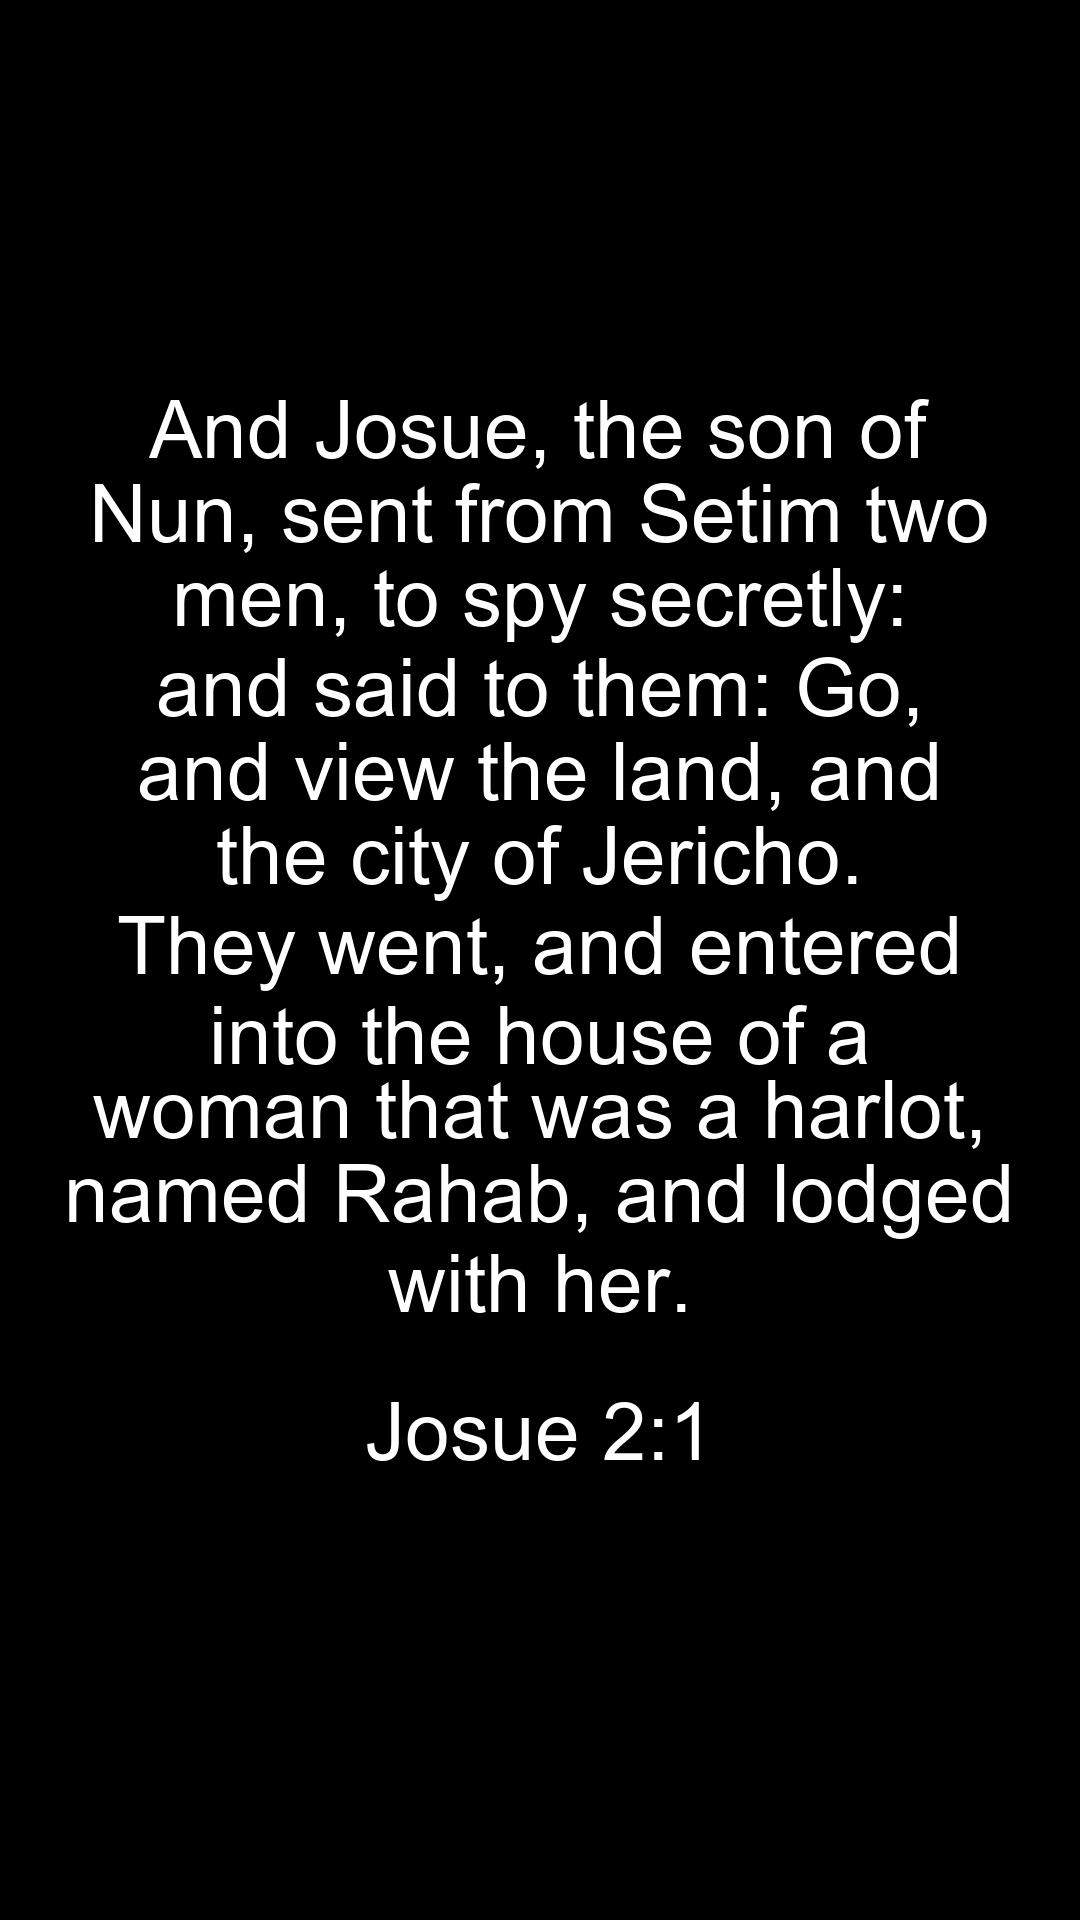 And Josue, the son of
Nun, sent from Setim two
men, to spy secretly:
and said to them: Go,
and view the land, and
the city of Jericho.
They went, and entered
into the house of a
woman that was a harlot,
named Rahab, and lodged
with her.
Josue 2:1